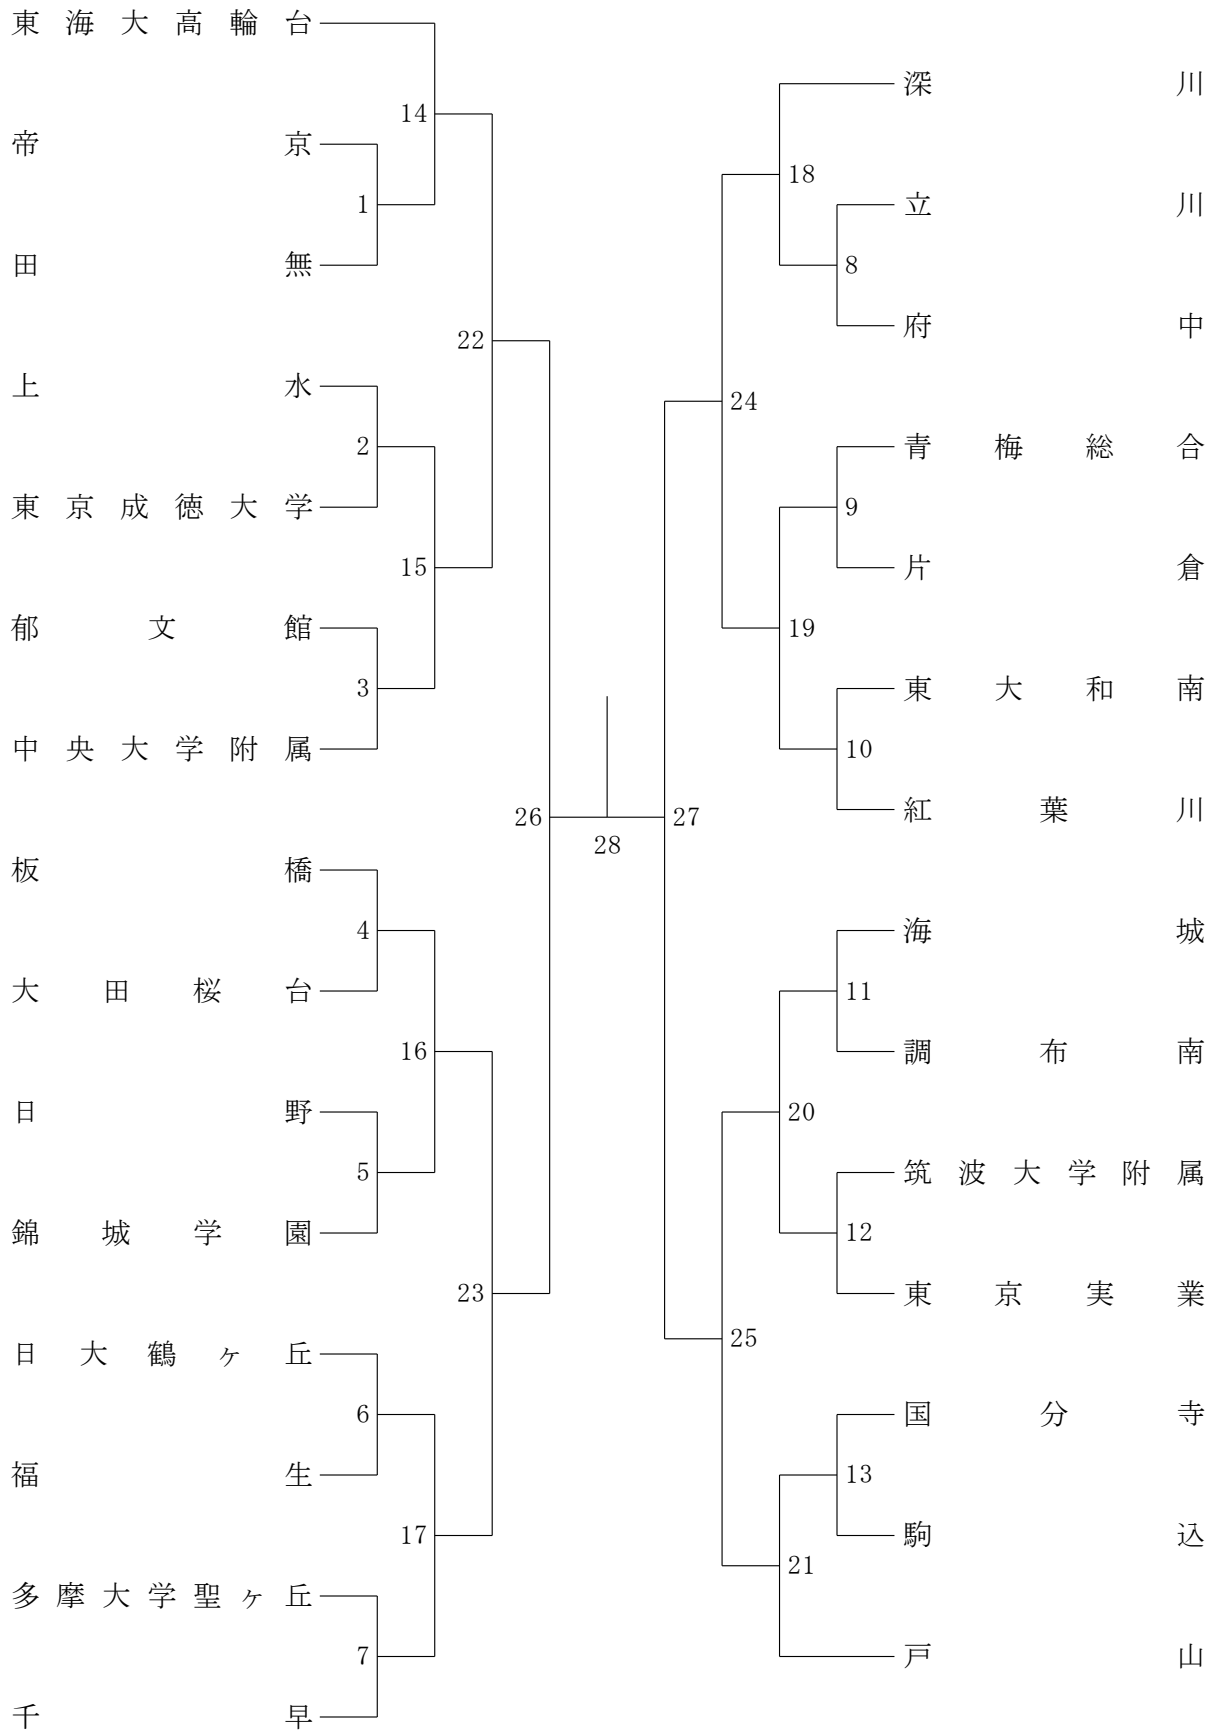 東海大高輪台
14
帝京
1
田無
22
上水
2
東京成徳大学
15
郁文館
3
中央大学附属
26
板橋
4
大田桜台
16
日野
5
錦城学園
23
日大鶴ヶ丘
6
福生
17
多摩大学聖ヶ丘
7
千早
28
27
深川
18
立川
8
府中
24
青梅総合
9
片倉
19
東大和南
10
紅葉川
海城
11
調布南
20
筑波大学附属
12
東京実業
25
国分寺
13
駒込
21
戸山